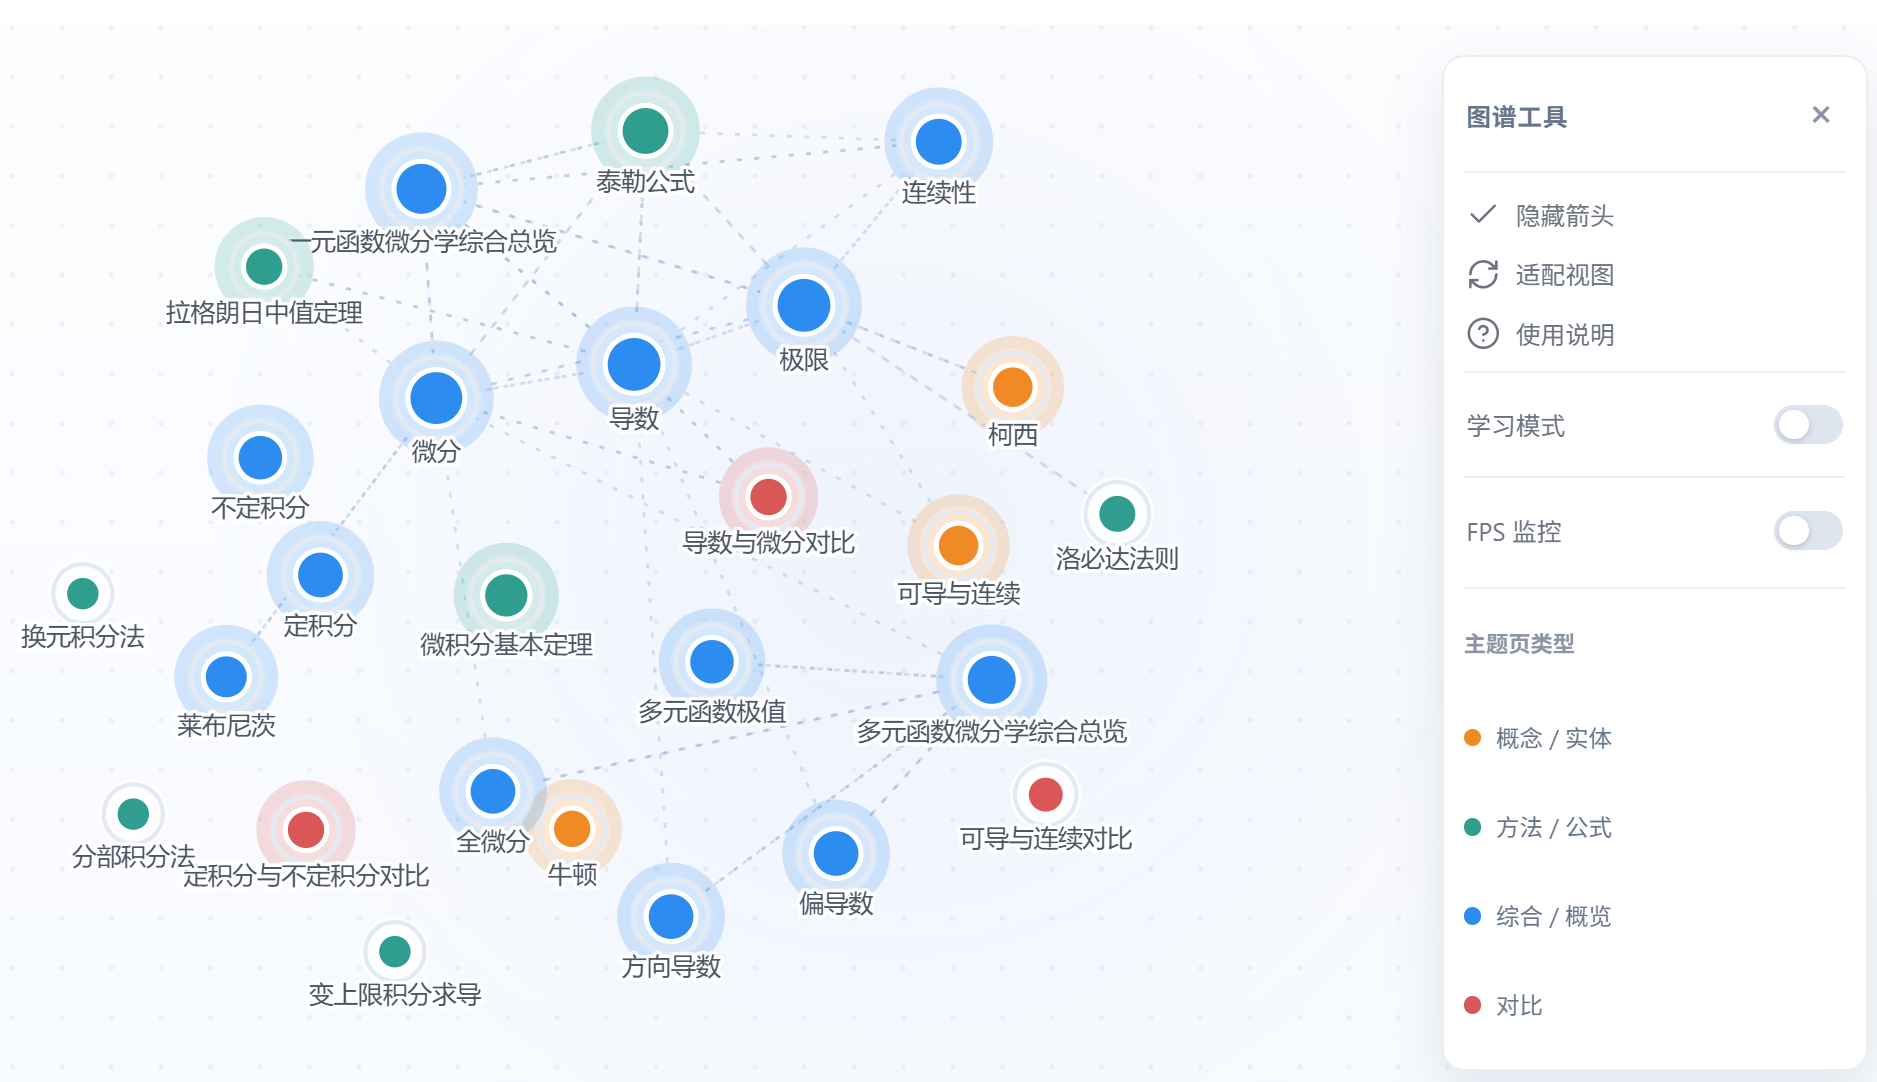 泰勒公式
连续性
一元函数微分学综合总览
拉格朗日中值定理
极限
导数
柯西
微分
不定积分
导数与微分对比
洛必达法则
可导与连续
定积分
换元积分法
微积分基本定理
莱布尼茨
多元函数极值
多元函数微分学综合总览
全微分
可导与连续对比
分部积分法
定积分与不定积分对比
牛顿
偏导数
方向导数
变上限积分求导
图谱工具
隐藏箭头
适配视图
使用说明
学习模式
FPS 监控
主题页类型
概念 / 实体
方法 / 公式
综合 / 概览
对比